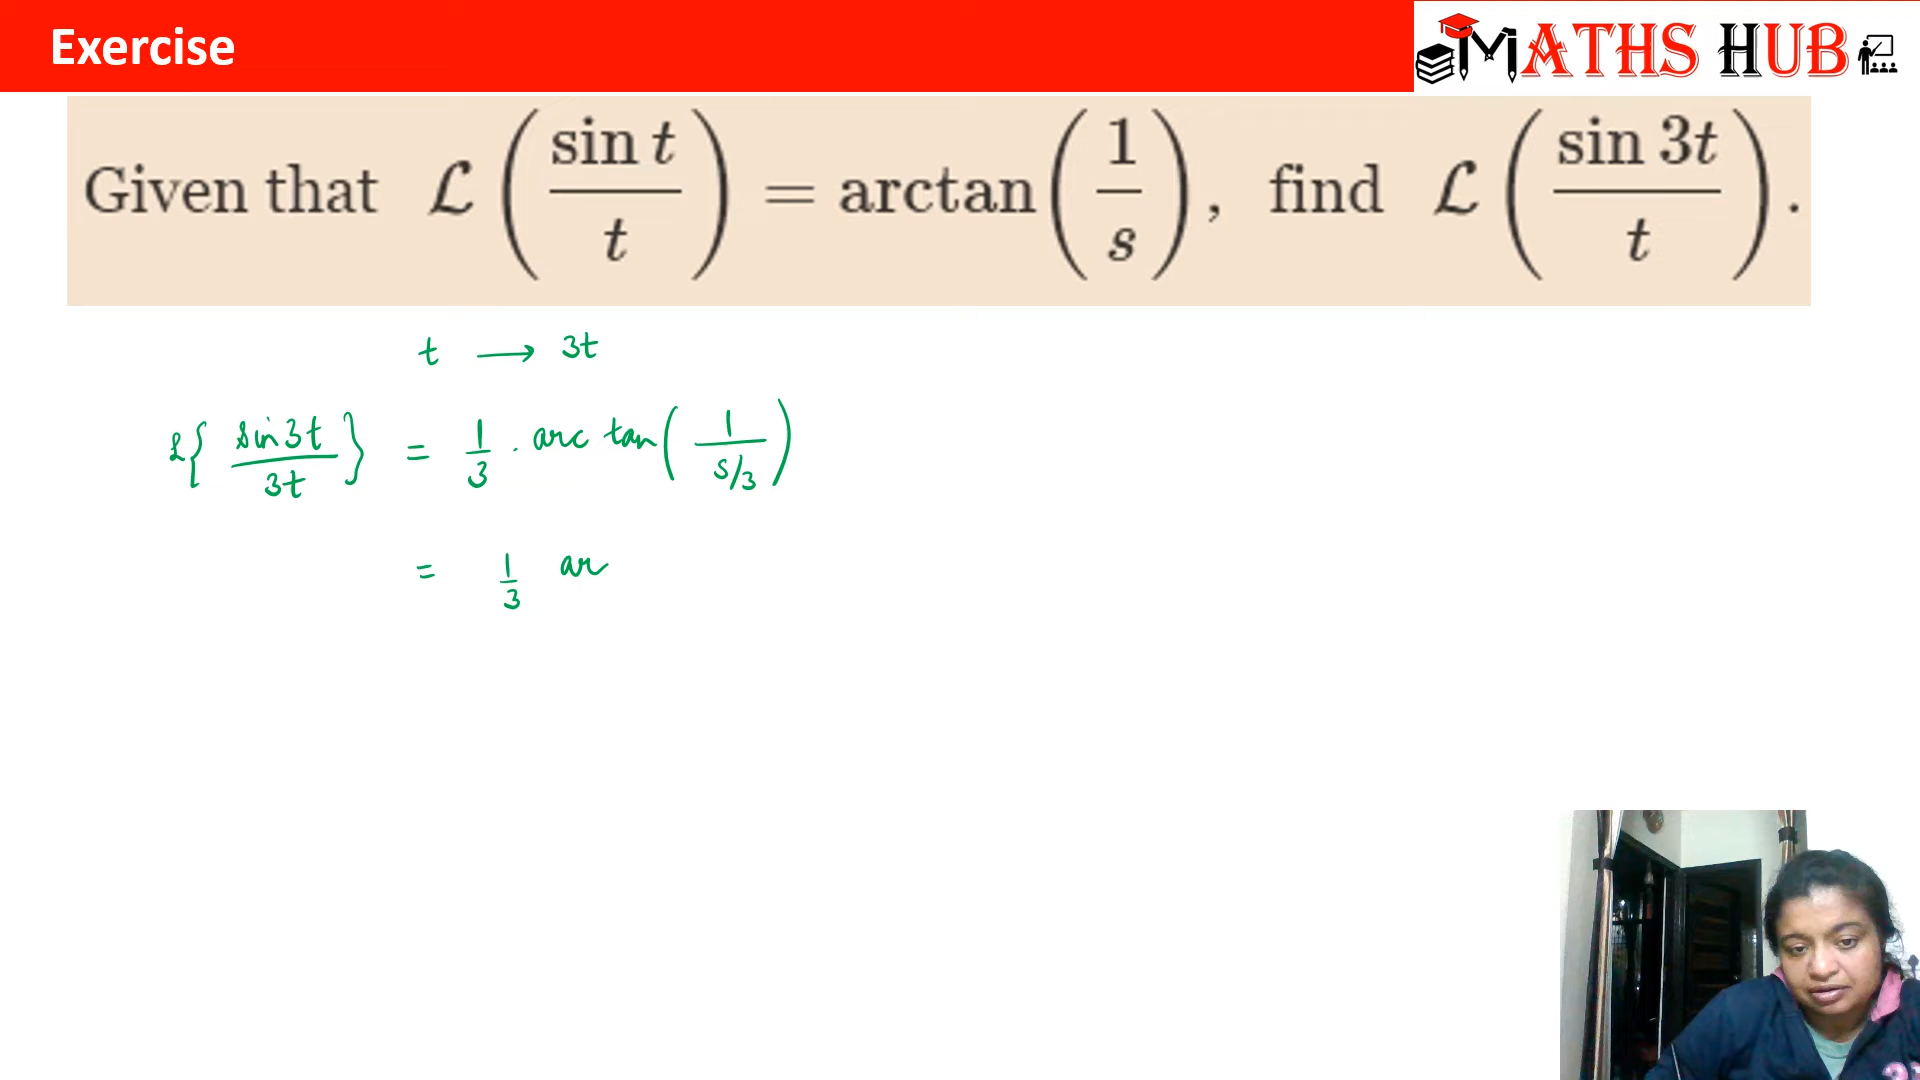 Exercise
MATHS HUB
Given that ℒ(sin t / t) = arctan(1/s), find ℒ(sin 3t / t).
t ⟶ 3t
ℒ{ sin 3t / 3t } = 1/3 · arc tan( 1 / s/3 )
= 1/3 ar